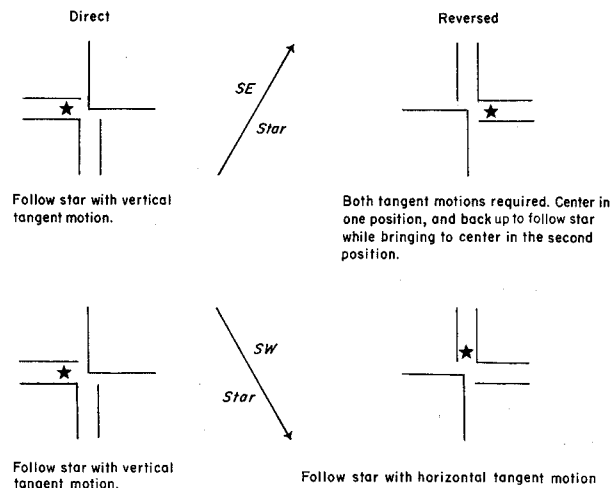 Direct
Reversed
SE
Star
Follow star with vertical
tangent motion.
Both tangent motions required. Center in
one position, and back up to follow star
while bringing to center in the second
position.
SW
Star
Follow star with vertical
tangent motion.
Follow star with horizontal tangent motion